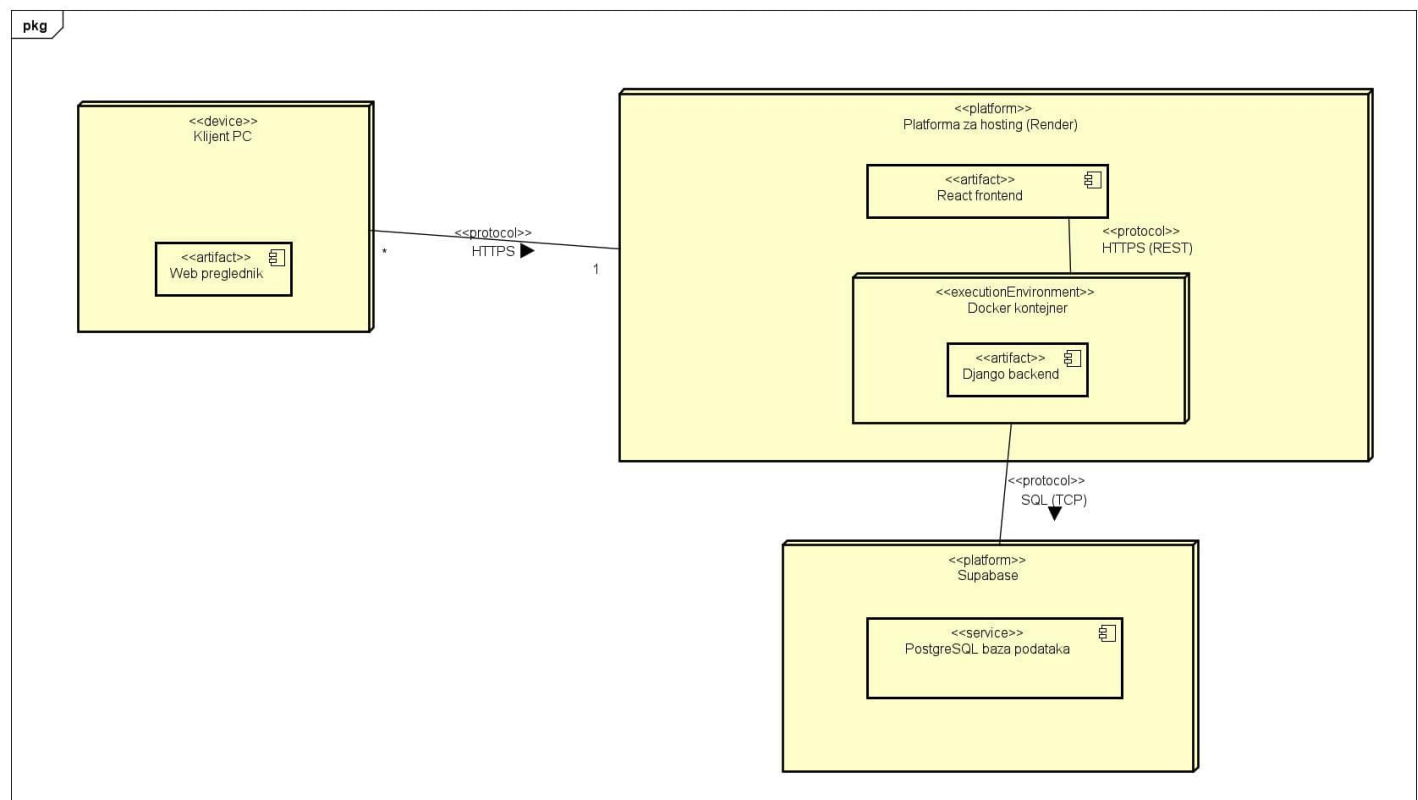 pkg
<<device>>
Klijent PC
<<artifact>>
Web preglednik
<<protocol>>
HTTPS
*
1
<<platform>>
Platforma za hosting (Render)
<<artifact>>
React frontend
<<protocol>>
HTTPS (REST)
<<executionEnvironment>>
Docker kontejner
<<artifact>>
Django backend
<<protocol>>
SQL (TCP)
<<platform>>
Supabase
<<service>>
PostgreSQL baza podataka